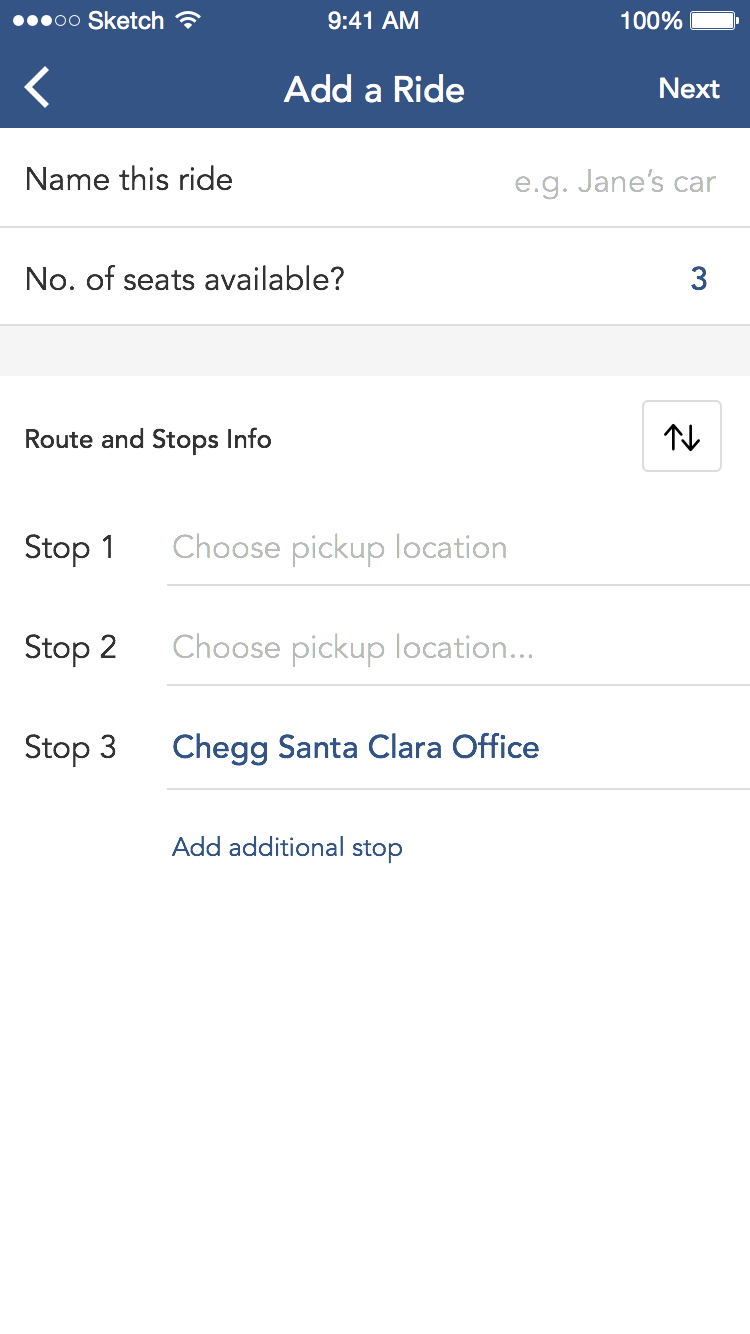 Sketch 9:41 AM 100%
Add a Ride Next
Name this ride e.g. Jane’s car
No. of seats available? 3
Route and Stops Info
Stop 1 Choose pickup location
Stop 2 Choose pickup location...
Stop 3 Chegg Santa Clara Office
Add additional stop